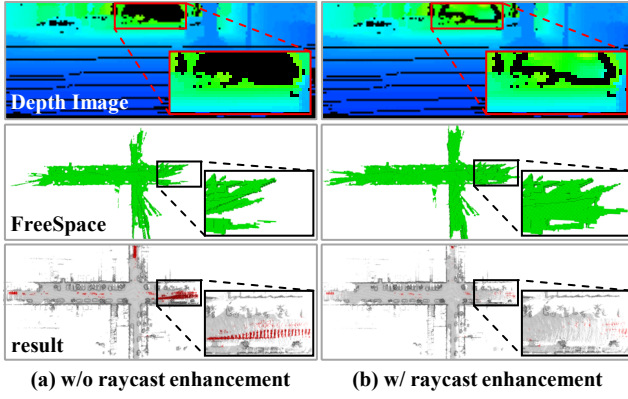 Depth Image
FreeSpace
result
(a) w/o raycast enhancement
(b) w/ raycast enhancement